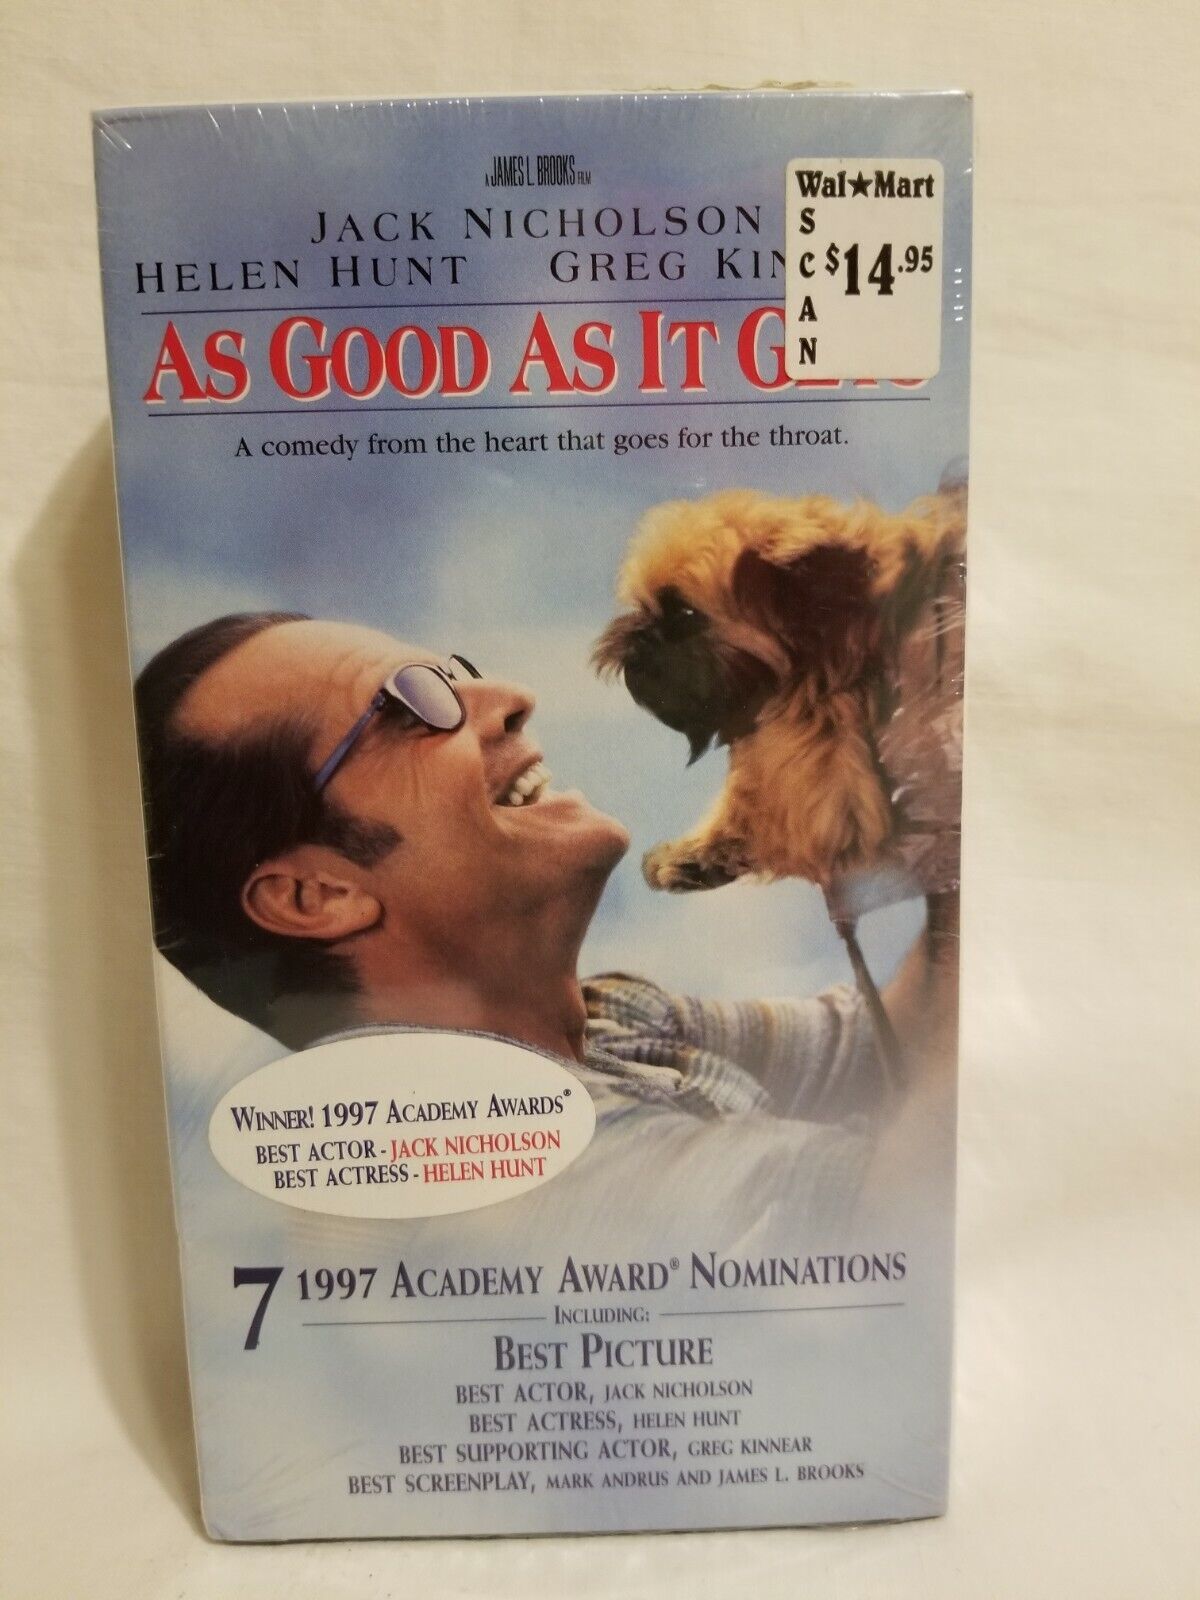 A JAMES L. BROOKS FILM
JACK NICHOLSON
HELEN HUNT GREG KIN
AS GOOD AS IT GETS
A comedy from the heart that goes for the throat.
Wal★Mart
SCAN
$14.95
WINNER! 1997 ACADEMY AWARDS®
BEST ACTOR - JACK NICHOLSON
BEST ACTRESS - HELEN HUNT
7 1997 ACADEMY AWARD® NOMINATIONS
INCLUDING:
BEST PICTURE
BEST ACTOR, JACK NICHOLSON
BEST ACTRESS, HELEN HUNT
BEST SUPPORTING ACTOR, GREG KINNEAR
BEST SCREENPLAY, MARK ANDRUS AND JAMES L. BROOKS